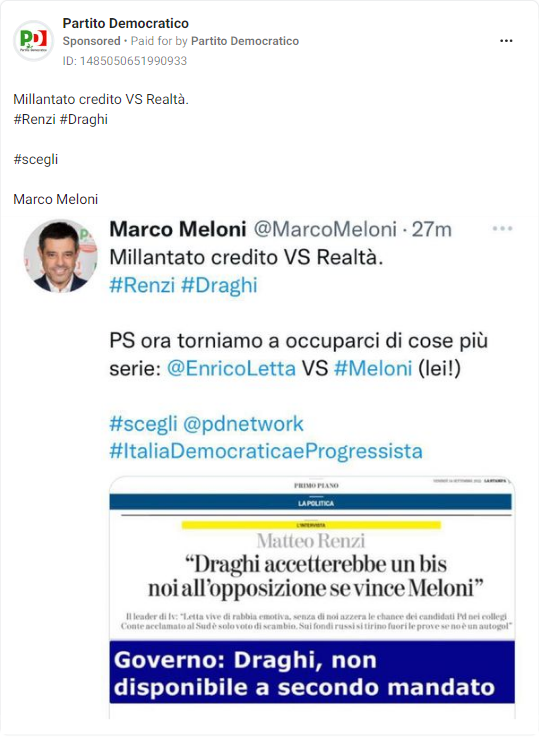 Partito Democratico
Sponsored • Paid for by Partito Democratico
ID: 1485050651990933
Millantato credito VS Realtà.
#Renzi #Draghi
#scegli
Marco Meloni
Marco Meloni @MarcoMeloni · 27m
Millantato credito VS Realtà.
#Renzi #Draghi
PS ora torniamo a occuparci di cose più
serie: @EnricoLetta VS #Meloni (lei!)
#scegli @pdnetwork
#ItaliaDemocraticaeProgressista
PRIMO PIANO
LA STAMPA
LA POLITICA
L'INTERVISTA
Matteo Renzi
“Draghi accetterebbe un bis
noi all'opposizione se vince Meloni”
Il leader di Iv: “Letta vive di rabbia emotiva, senza di noi azzera le chance dei candidati Pd nei collegi
Conte acclamato al Sud è solo voto di scambio. Sui fondi russi si tirino fuori le prove se no è un autogol”
Governo: Draghi, non
disponibile a secondo mandato